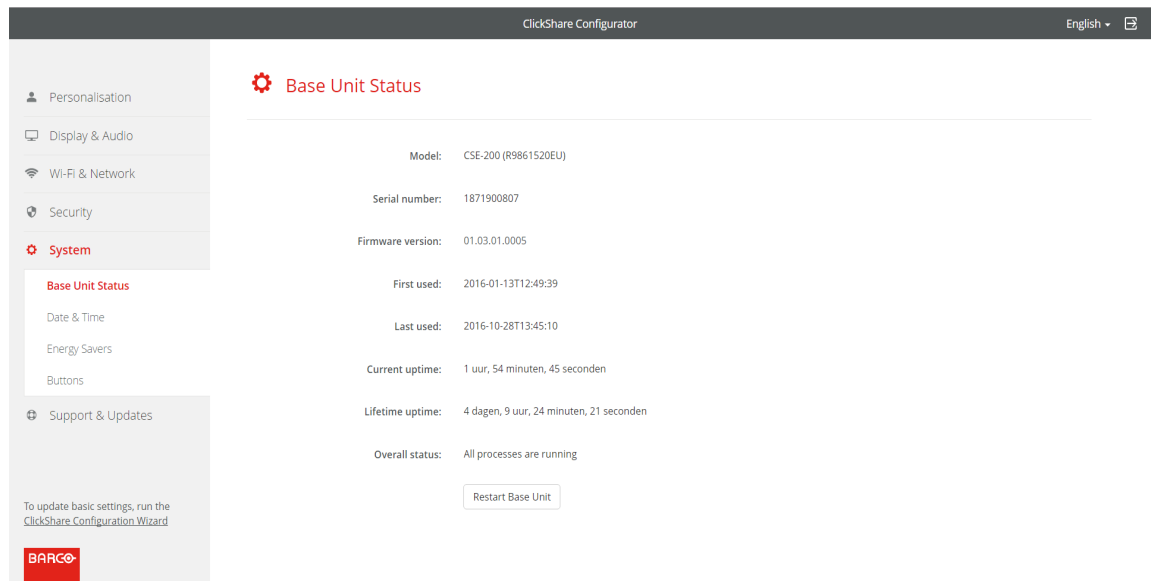 ClickShare Configurator
English
Personalisation
Display & Audio
Wi-Fi & Network
Security
System
Base Unit Status
Date & Time
Energy Savers
Buttons
Support & Updates
To update basic settings, run the
ClickShare Configuration Wizard
BARCO
Base Unit Status
Model: CSE-200 (R9861520EU)
Serial number: 1871900807
Firmware version: 01.03.01.0005
First used: 2016-01-13T12:49:39
Last used: 2016-10-28T13:45:10
Current uptime: 1 uur, 54 minuten, 45 seconden
Lifetime uptime: 4 dagen, 9 uur, 24 minuten, 21 seconden
Overall status: All processes are running
Restart Base Unit